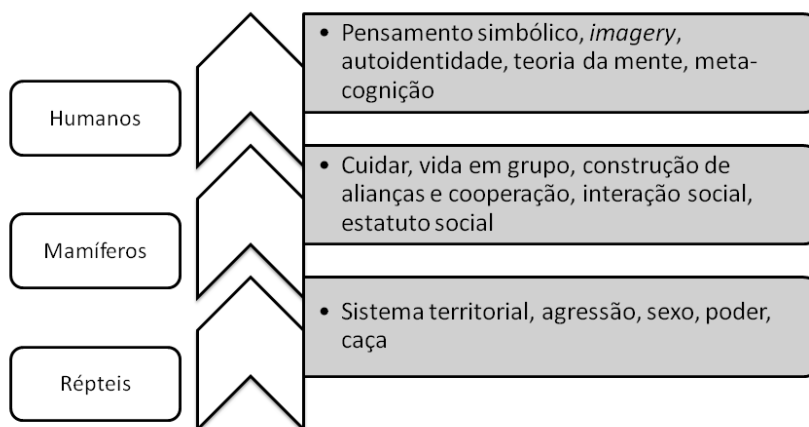 • Pensamento simbólico, imagery,
autoidentidade, teoria da mente, meta-
cognição
Humanos
• Cuidar, vida em grupo, construção de
alianças e cooperação, interação social,
estatuto social
Mamíferos
• Sistema territorial, agressão, sexo, poder,
caça
Répteis